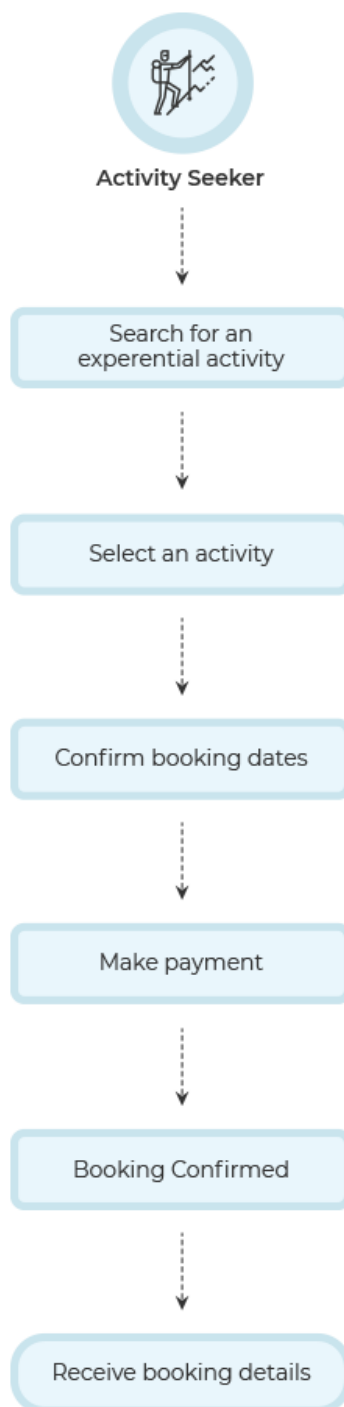 Activity Seeker
Search for an
experential activity
Select an activity
Confirm booking dates
Make payment
Booking Confirmed
Receive booking details